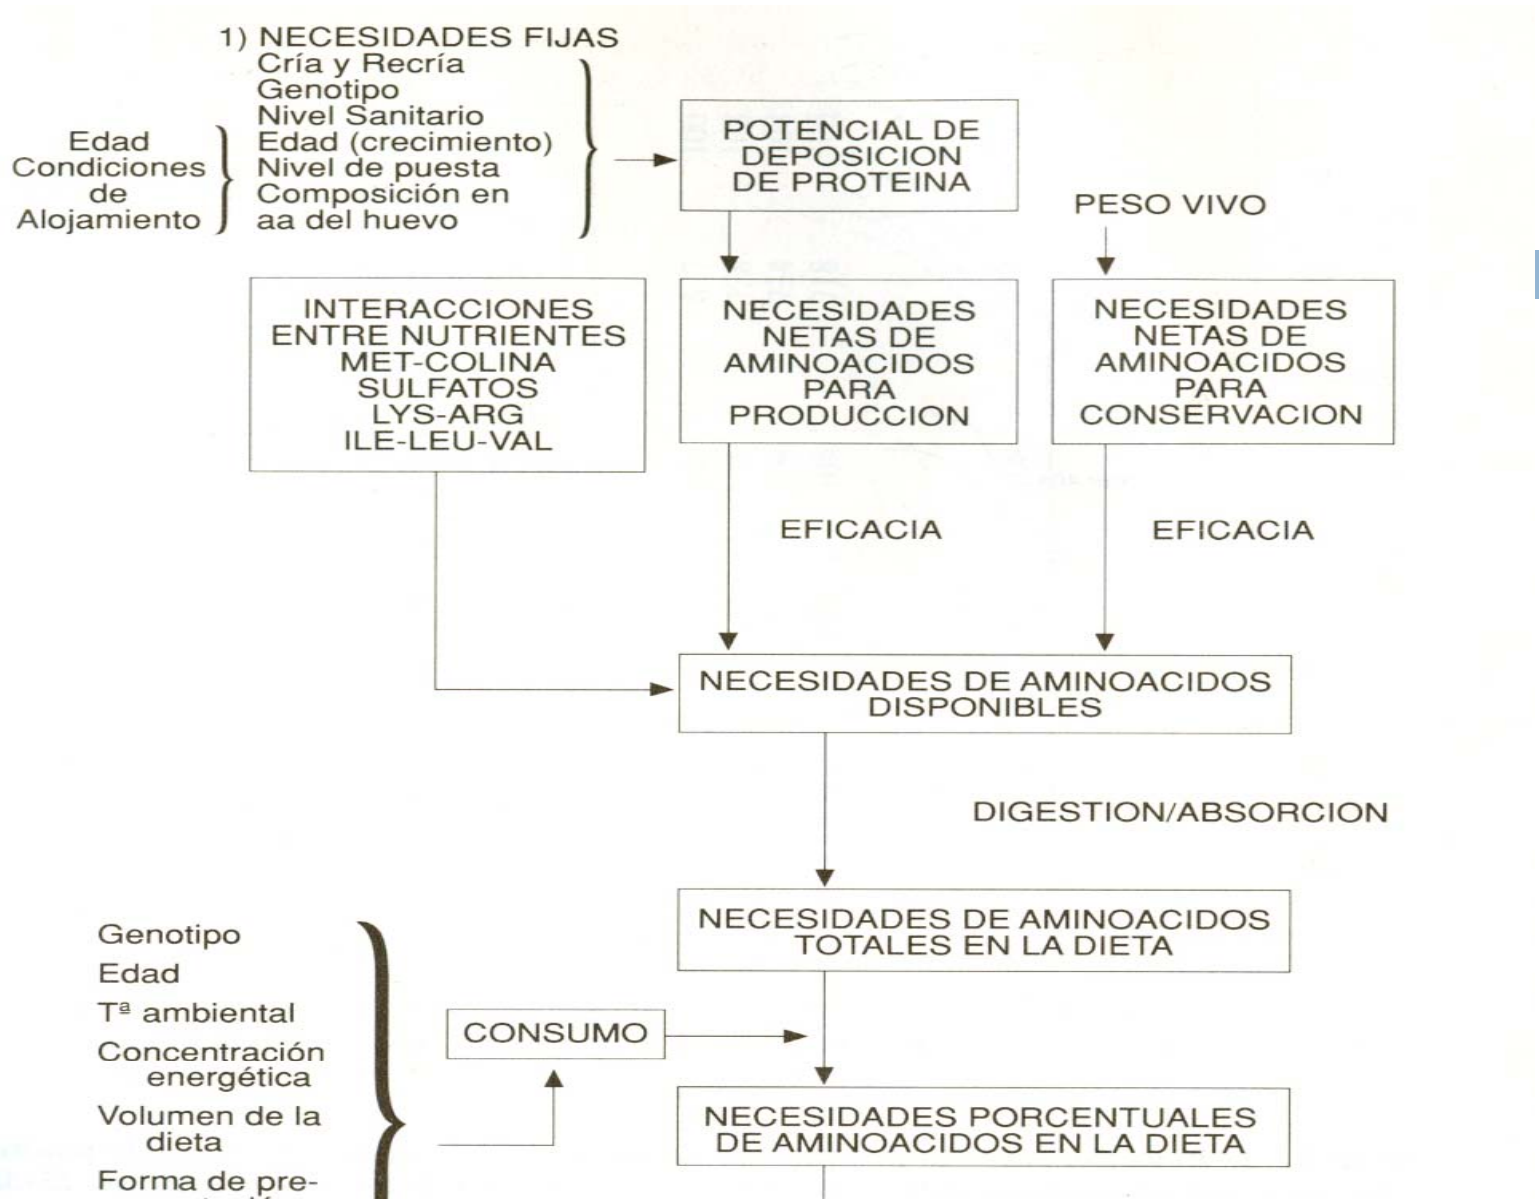 1) NECESIDADES FIJAS
Cría y Recría
Genotipo
Nivel Sanitario
Edad (crecimiento)
Nivel de puesta
Composición en
aa del huevo
Edad
Condiciones
de
Alojamiento
POTENCIAL DE
DEPOSICION
DE PROTEINA
PESO VIVO
INTERACCIONES
ENTRE NUTRIENTES
MET-COLINA
SULFATOS
LYS-ARG
ILE-LEU-VAL
NECESIDADES
NETAS DE
AMINOACIDOS
PARA
PRODUCCION
NECESIDADES
NETAS DE
AMINOACIDOS
PARA
CONSERVACION
EFICACIA
EFICACIA
NECESIDADES DE AMINOACIDOS
DISPONIBLES
DIGESTION/ABSORCION
NECESIDADES DE AMINOACIDOS
TOTALES EN LA DIETA
Genotipo
Edad
Tª ambiental
Concentración
energética
Volumen de la
dieta
Forma de pre-
CONSUMO
NECESIDADES PORCENTUALES
DE AMINOACIDOS EN LA DIETA